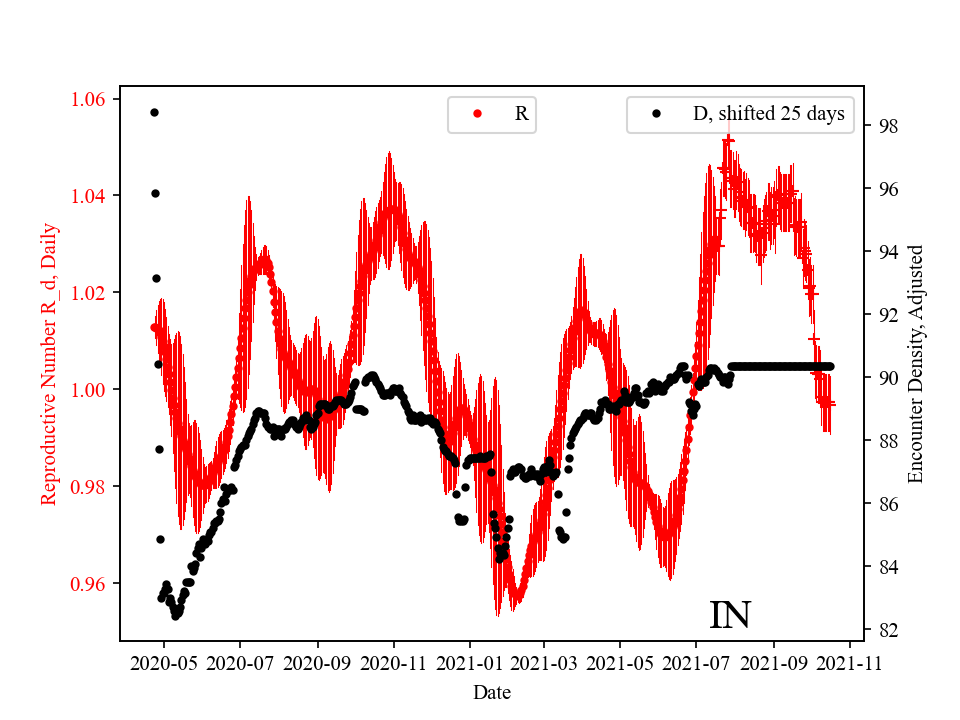 R
D, shifted 25 days
1.06
1.04
1.02
1.00
0.98
0.96
Reproductive Number R_d, Daily
98
96
94
92
90
88
86
84
82
Encounter Density, Adjusted
IN
2020-05 2020-07 2020-09 2020-11 2021-01 2021-03 2021-05 2021-07 2021-09 2021-11
Date